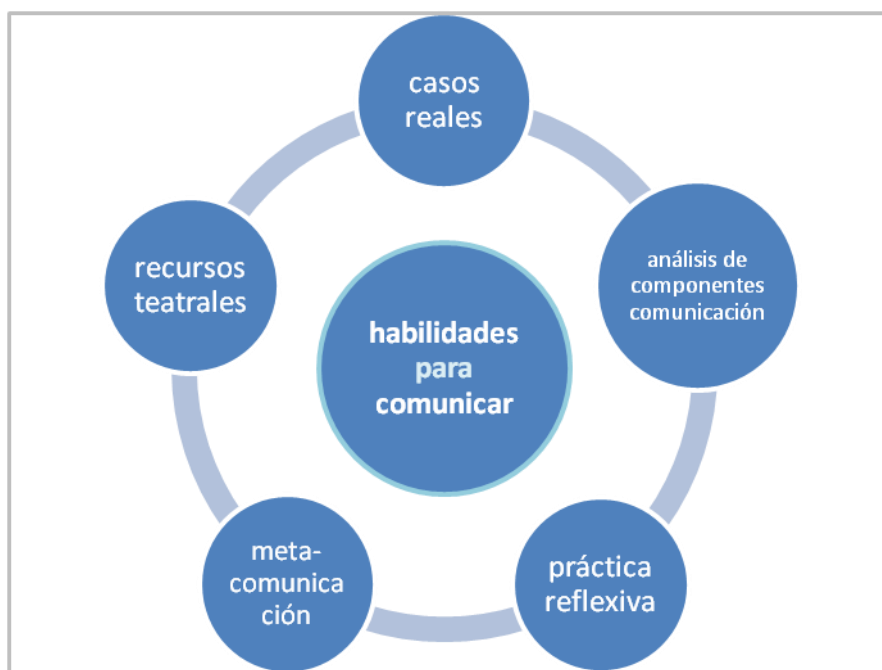 casos
reales
análisis de
componentes
comunicación
práctica
reflexiva
meta-
comunica
ción
recursos
teatrales
habilidades
para
comunicar